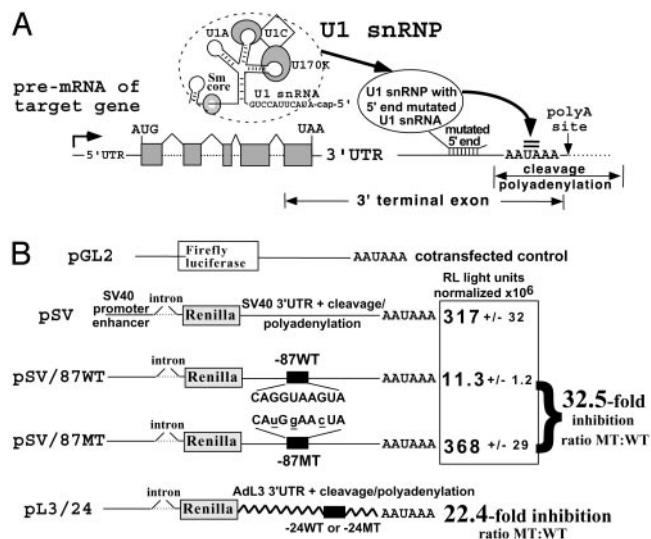 A
U1 snRNP
U1A
U1C
U170K
Sm
core
U1 snRNA
GUCCAUUCAUA-cap-5'
pre-mRNA of
target gene
U1 snRNP with
5' end mutated
U1 snRNA
polyA
site
mutated
5' end
AUG
UAA
5'UTR
3'UTR
AAUAAA
cleavage
polyadenylation
3' terminal exon
B
pGL2
Firefly
luciferase
AAUAAA cotransfected control
RL light units
normalized x10⁶
pSV
SV40
promoter
enhancer
intron
Renilla
SV40 3'UTR + cleavage/
polyadenylation
AAUAAA
317 +/- 32
pSV/87WT
intron
Renilla
-87WT
CAGGUAAGUA
AAUAAA
11.3 +/- 1.2
32.5-fold
inhibition
ratio MT:WT
pSV/87MT
intron
Renilla
CAuGgAAcUA
-87MT
AAUAAA
368 +/- 29
pL3/24
intron
Renilla
AdL3 3'UTR + cleavage/polyadenylation
-24WT or -24MT
AAUAAA
22.4-fold inhibition
ratio MT:WT